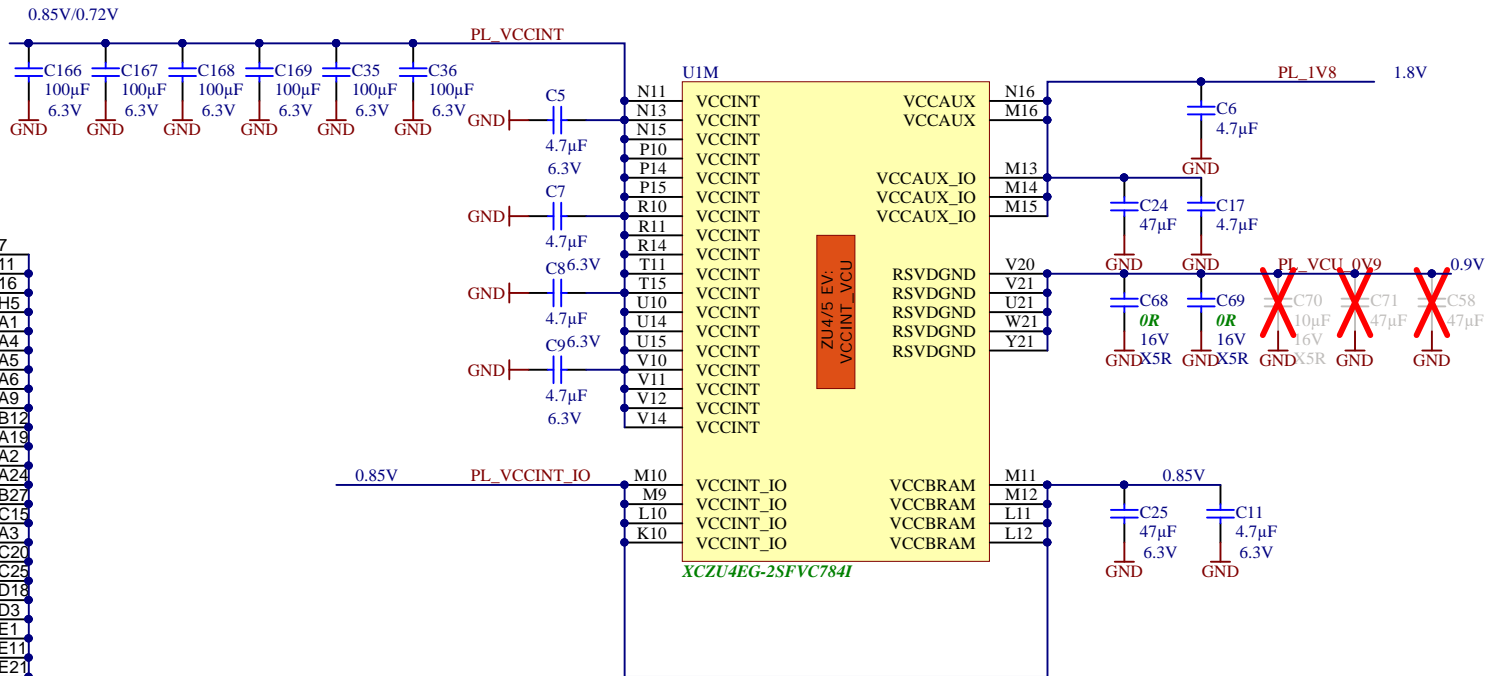 0.85V/0.72V
PL_VCCINT
C166
100µF
6.3V
GND
C167
100µF
6.3V
GND
C168
100µF
6.3V
GND
C169
100µF
6.3V
GND
C35
100µF
6.3V
GND
C36
100µF
6.3V
GND
GND
C5
4.7µF
6.3V
GND
C7
4.7µF
6.3V
GND
C8
4.7µF
6.3V
GND
C9
4.7µF
6.3V
U1M
N11 VCCINT
N13 VCCINT
N15 VCCINT
P10 VCCINT
P14 VCCINT
P15 VCCINT
R10 VCCINT
R11 VCCINT
R14 VCCINT
T11 VCCINT
T15 VCCINT
U10 VCCINT
U14 VCCINT
U15 VCCINT
V10 VCCINT
V11 VCCINT
V12 VCCINT
V14 VCCINT
0.85V PL_VCCINT_IO
M10 VCCINT_IO
M9 VCCINT_IO
L10 VCCINT_IO
K10 VCCINT_IO
ZU4/5 EV:
VCCINT_VCU
VCCAUX N16
VCCAUX M16
VCCAUX_IO M13
VCCAUX_IO M14
VCCAUX_IO M15
RSVDGND V20
RSVDGND V21
RSVDGND U21
RSVDGND W21
RSVDGND Y21
VCCBRAM M11
VCCBRAM M12
VCCBRAM L11
VCCBRAM L12
XCZU4EG-2SFVC784I
PL_1V8 1.8V
C6
4.7µF
GND
C24
47µF
GND
C17
4.7µF
GND
PL_VCU_0V9 0.9V
C68
0R
16V
X5R
GND
C69
0R
16V
X5R
GND
C70
10µF
16V
X5R
GND
C71
47µF
GND
C58
47µF
GND
0.85V
C25
47µF
6.3V
GND
C11
4.7µF
6.3V
GND
7
11
16
H5
A1
A4
A5
A6
A9
B12
A19
A2
A24
B27
C15
A3
C20
C25
D18
D3
E1
E11
E21